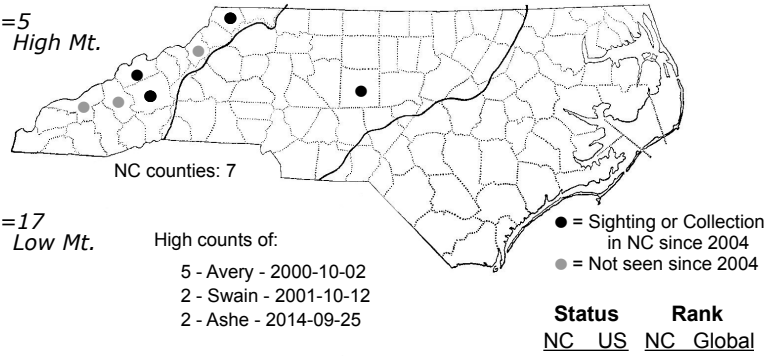 =5
High Mt.
NC counties: 7
=17
Low Mt.
High counts of:
5 - Avery - 2000-10-02
2 - Swain - 2001-10-12
2 - Ashe - 2014-09-25
● = Sighting or Collection
in NC since 2004
● = Not seen since 2004
Status Rank
NC US NC Global